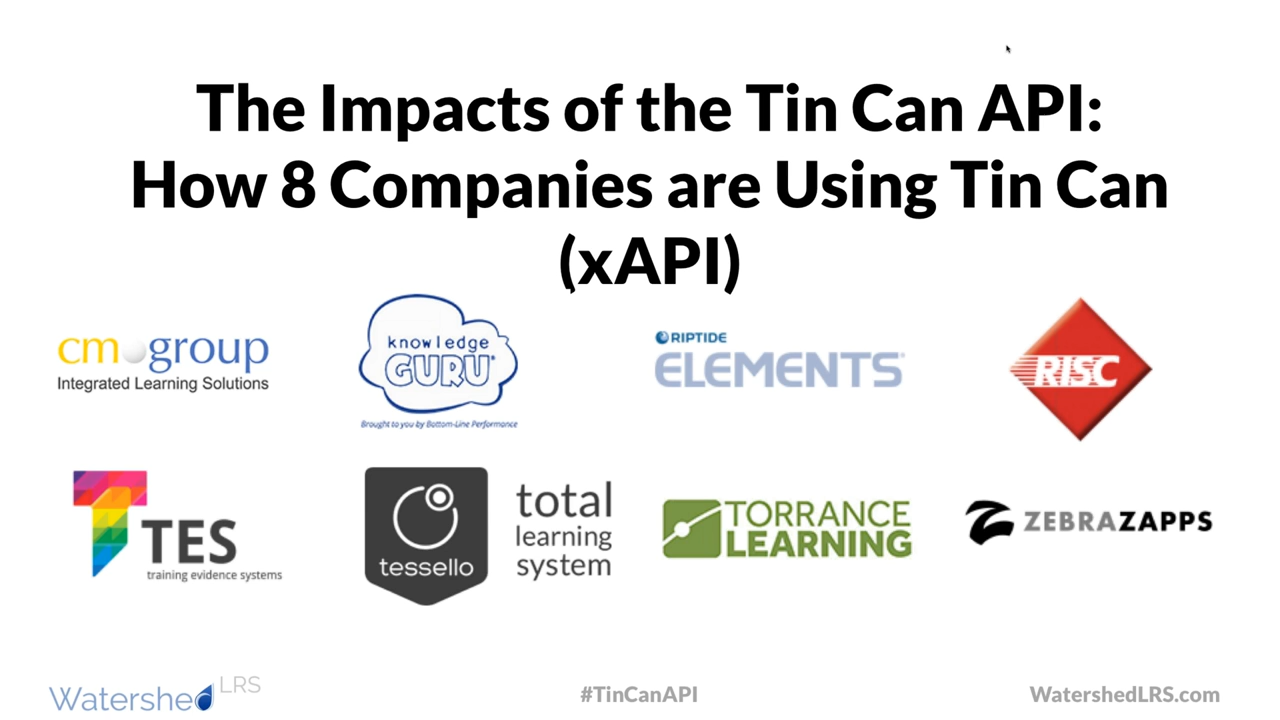 The Impacts of the Tin Can API:
How 8 Companies are Using Tin Can
(xAPI)
cm group
Integrated Learning Solutions
knowledge
GURU®
Brought to you by Bottom-Line Performance
RIPTIDE
ELEMENTS
RISC
TES
training evidence systems
tessello
total
learning
system
TORRANCE
LEARNING
ZEBRAZAPPS
Watershed LRS
#TinCanAPI
WatershedLRS.com